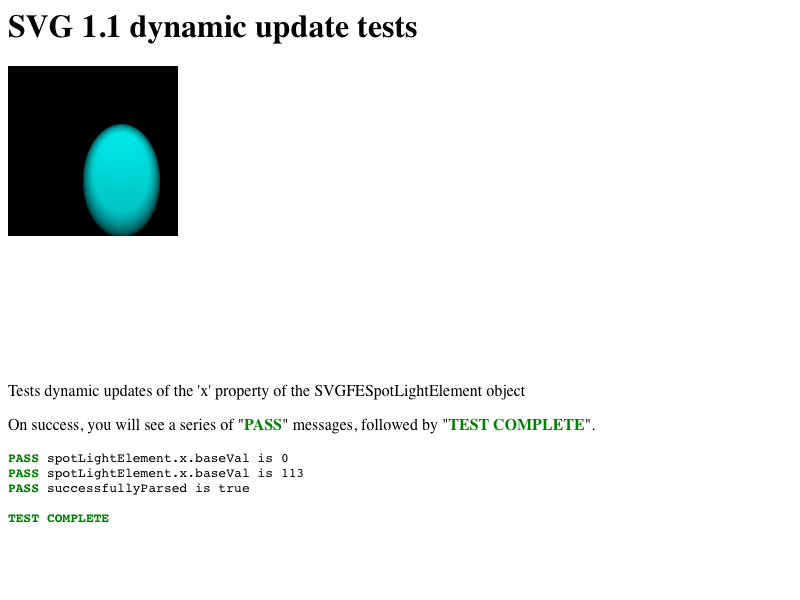 SVG 1.1 dynamic update tests
Tests dynamic updates of the 'x' property of the SVGFESpotLightElement object
On success, you will see a series of "PASS" messages, followed by "TEST COMPLETE".
PASS spotLightElement.x.baseVal is 0
PASS spotLightElement.x.baseVal is 113
PASS successfullyParsed is true
TEST COMPLETE